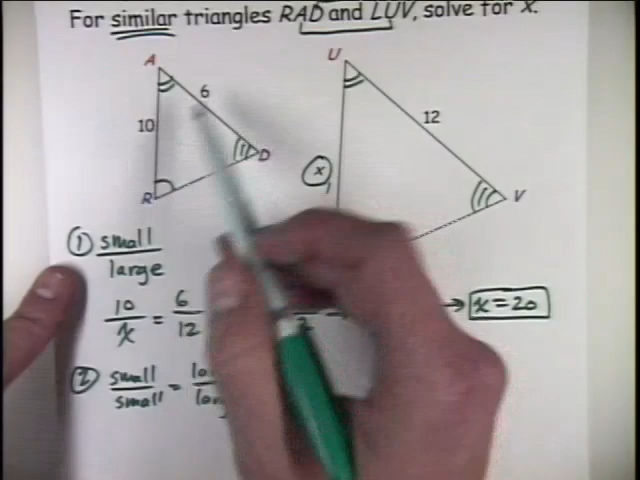 For similar triangles RAD and LUV, solve for x.
A
U
6
12
10
D
x
V
R
① small
large
10
x
=
6
12
→ x = 20
② small
small
=